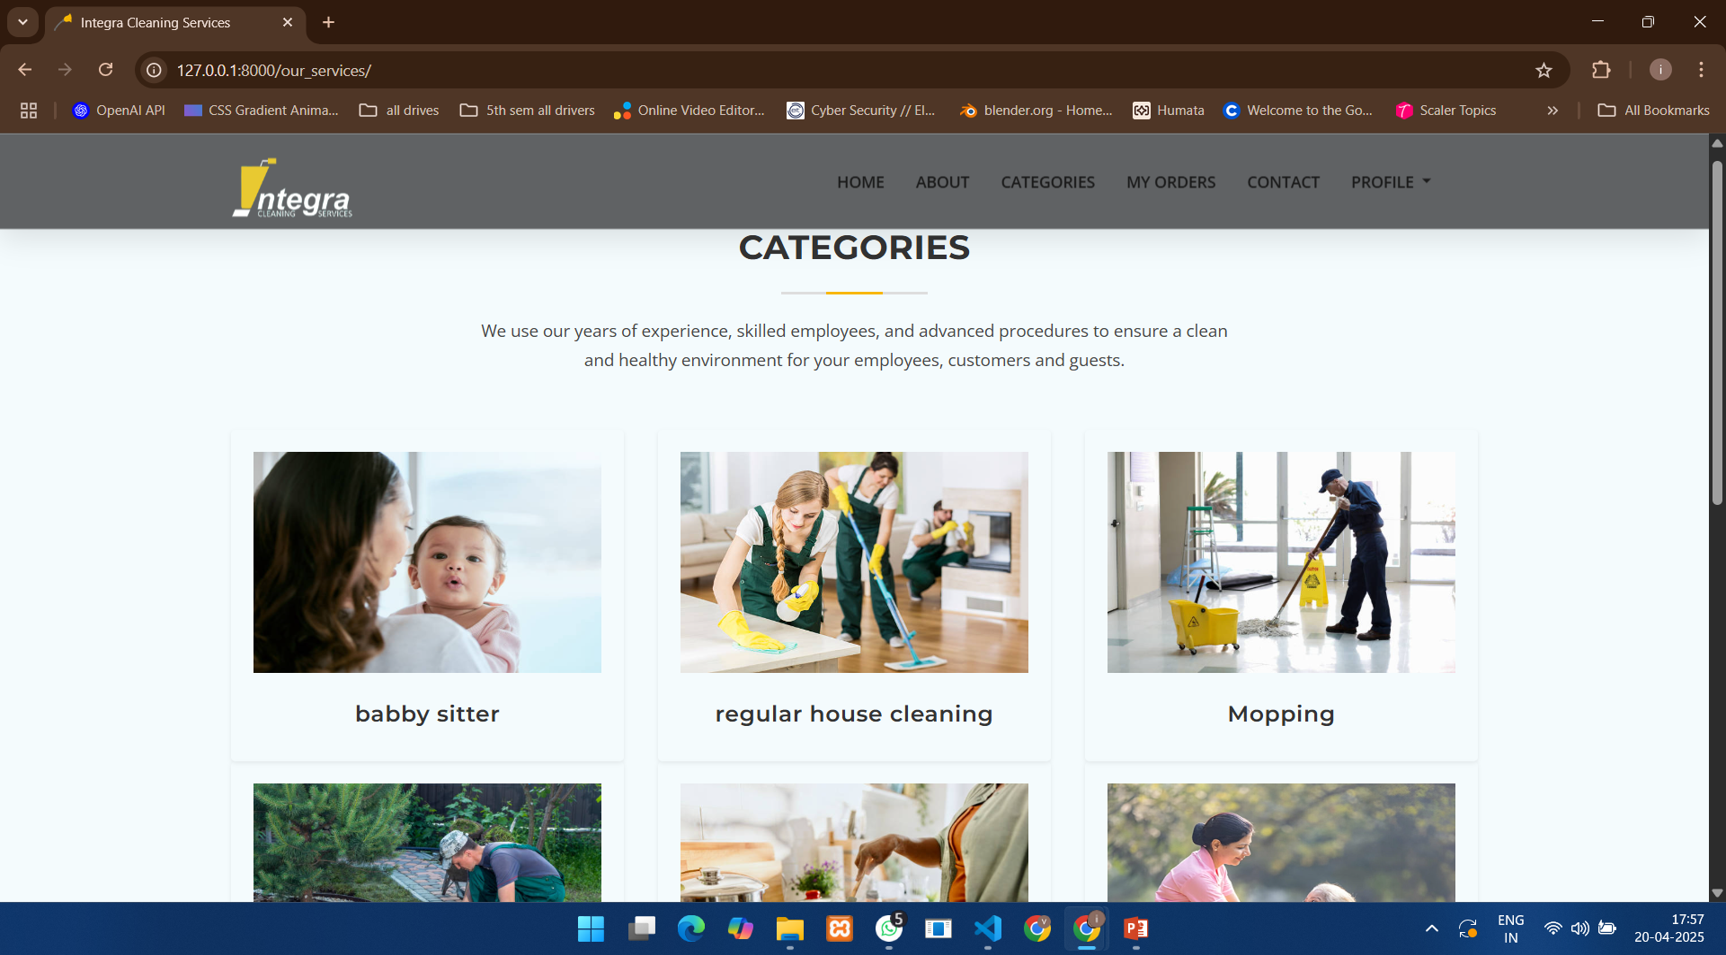 Integra Cleaning Services
127.0.0.1:8000/our_services/
OpenAI API
CSS Gradient Anima...
all drives
5th sem all drivers
Online Video Editor...
Cyber Security // El...
blender.org - Home...
Humata
Welcome to the Go...
Scaler Topics
All Bookmarks
ntegra
CLEANING SERVICES
HOME
ABOUT
CATEGORIES
MY ORDERS
CONTACT
PROFILE
CATEGORIES
We use our years of experience, skilled employees, and advanced procedures to ensure a clean
and healthy environment for your employees, customers and guests.
babby sitter
regular house cleaning
Mopping
5
ENG
IN
17:57
20-04-2025